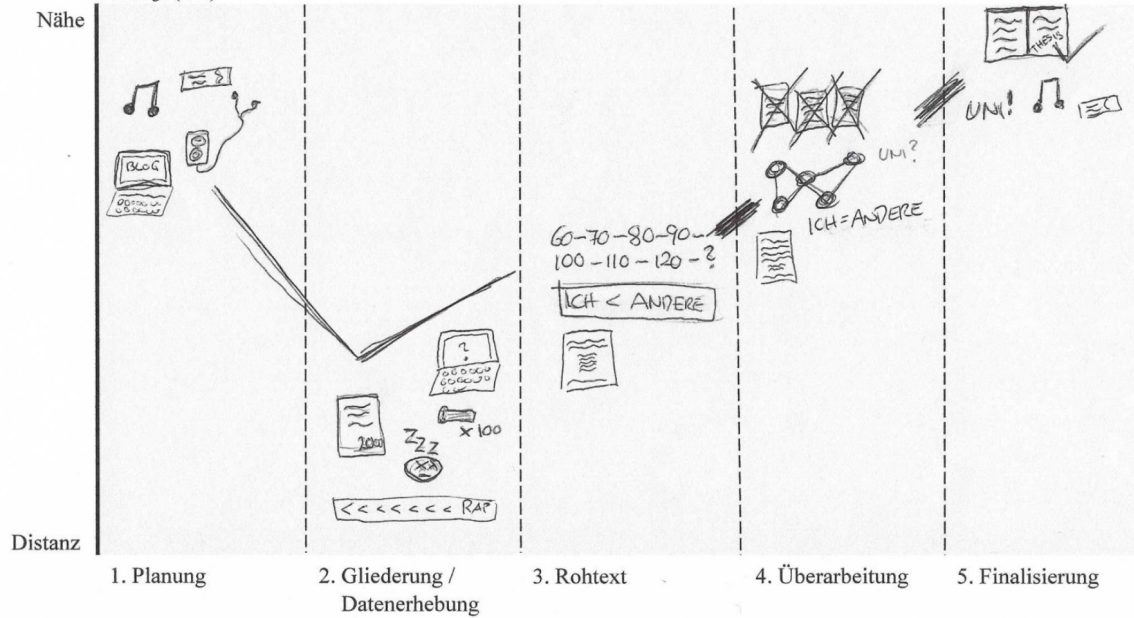 Nähe
BLOG
?
2000
x 100
ZZZ
<<<<<<< RAP
60-70-80-90-
100-110-120-?
ICH < ANDERE
UNI?
ICH=ANDERE
THESIS
UNI!
Distanz
1. Planung
2. Gliederung /
Datenerhebung
3. Rohtext
4. Überarbeitung
5. Finalisierung